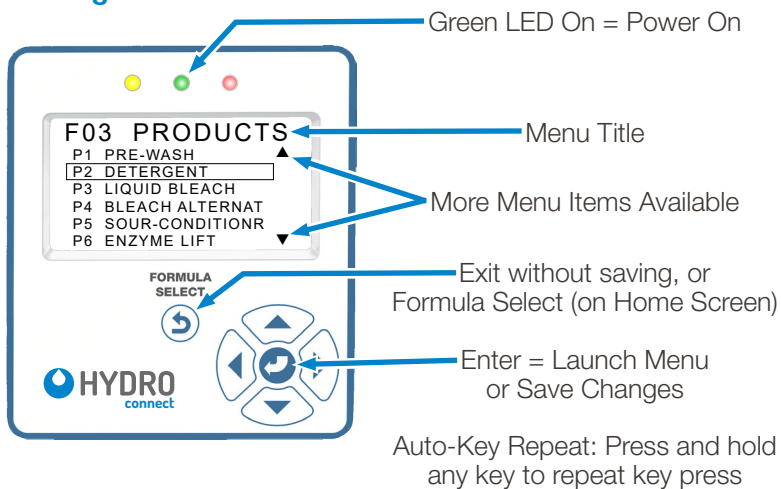 Green LED On = Power On
F03 PRODUCTS
Menu Title
P1 PRE-WASH
P2 DETERGENT
P3 LIQUID BLEACH
P4 BLEACH ALTERNAT
P5 SOUR-CONDITIONR
P6 ENZYME LIFT
More Menu Items Available
FORMULA
SELECT
Exit without saving, or
Formula Select (on Home Screen)
Enter = Launch Menu
or Save Changes
HYDRO
connect
Auto-Key Repeat: Press and hold
any key to repeat key press